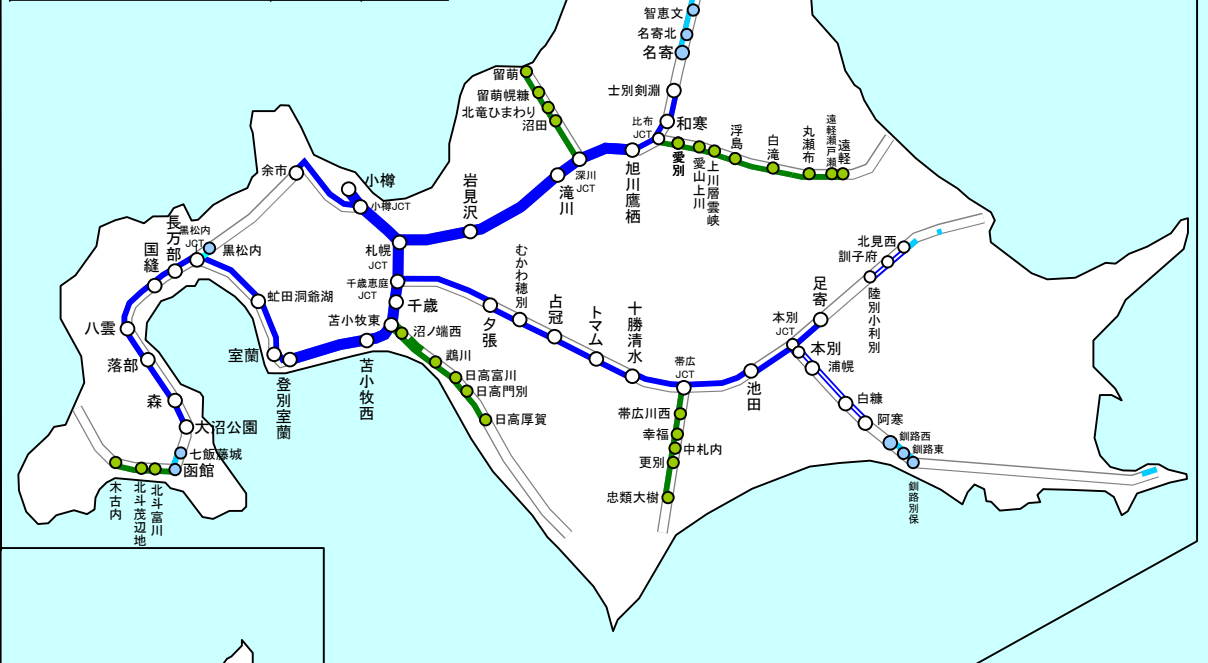 智恵文
名寄北
名寄
士別剣淵
比布
JCT
和寒
留萌
留萌幌糠
北竜ひまわり
沼田
深川
JCT
滝川
旭川鷹栖
愛別
愛山上川
上川層雲峡
浮島
白滝
丸瀬布
遠軽瀬戸瀬
遠軽
余市
小樽
小樽JCT
岩見沢
札幌
JCT
千歳恵庭
JCT
千歳
苫小牧東
沼ノ端西
鵡川
日高富川
日高門別
日高厚賀
苫小牧西
登別室蘭
室蘭
虻田洞爺湖
黒松内
黒松内
JCT
長万部
国縫
八雲
落部
森
大沼公園
七飯藤城
函館
木古内
北斗茂辺地
北斗富川
むかわ穂別
夕張
占冠
トマム
十勝清水
帯広
JCT
帯広川西
幸福
中札内
更別
忠類大樹
池田
本別
JCT
本別
浦幌
白糠
阿寒
釧路西
釧路東
釧路別保
足寄
陸別小利別
訓子府
北見西